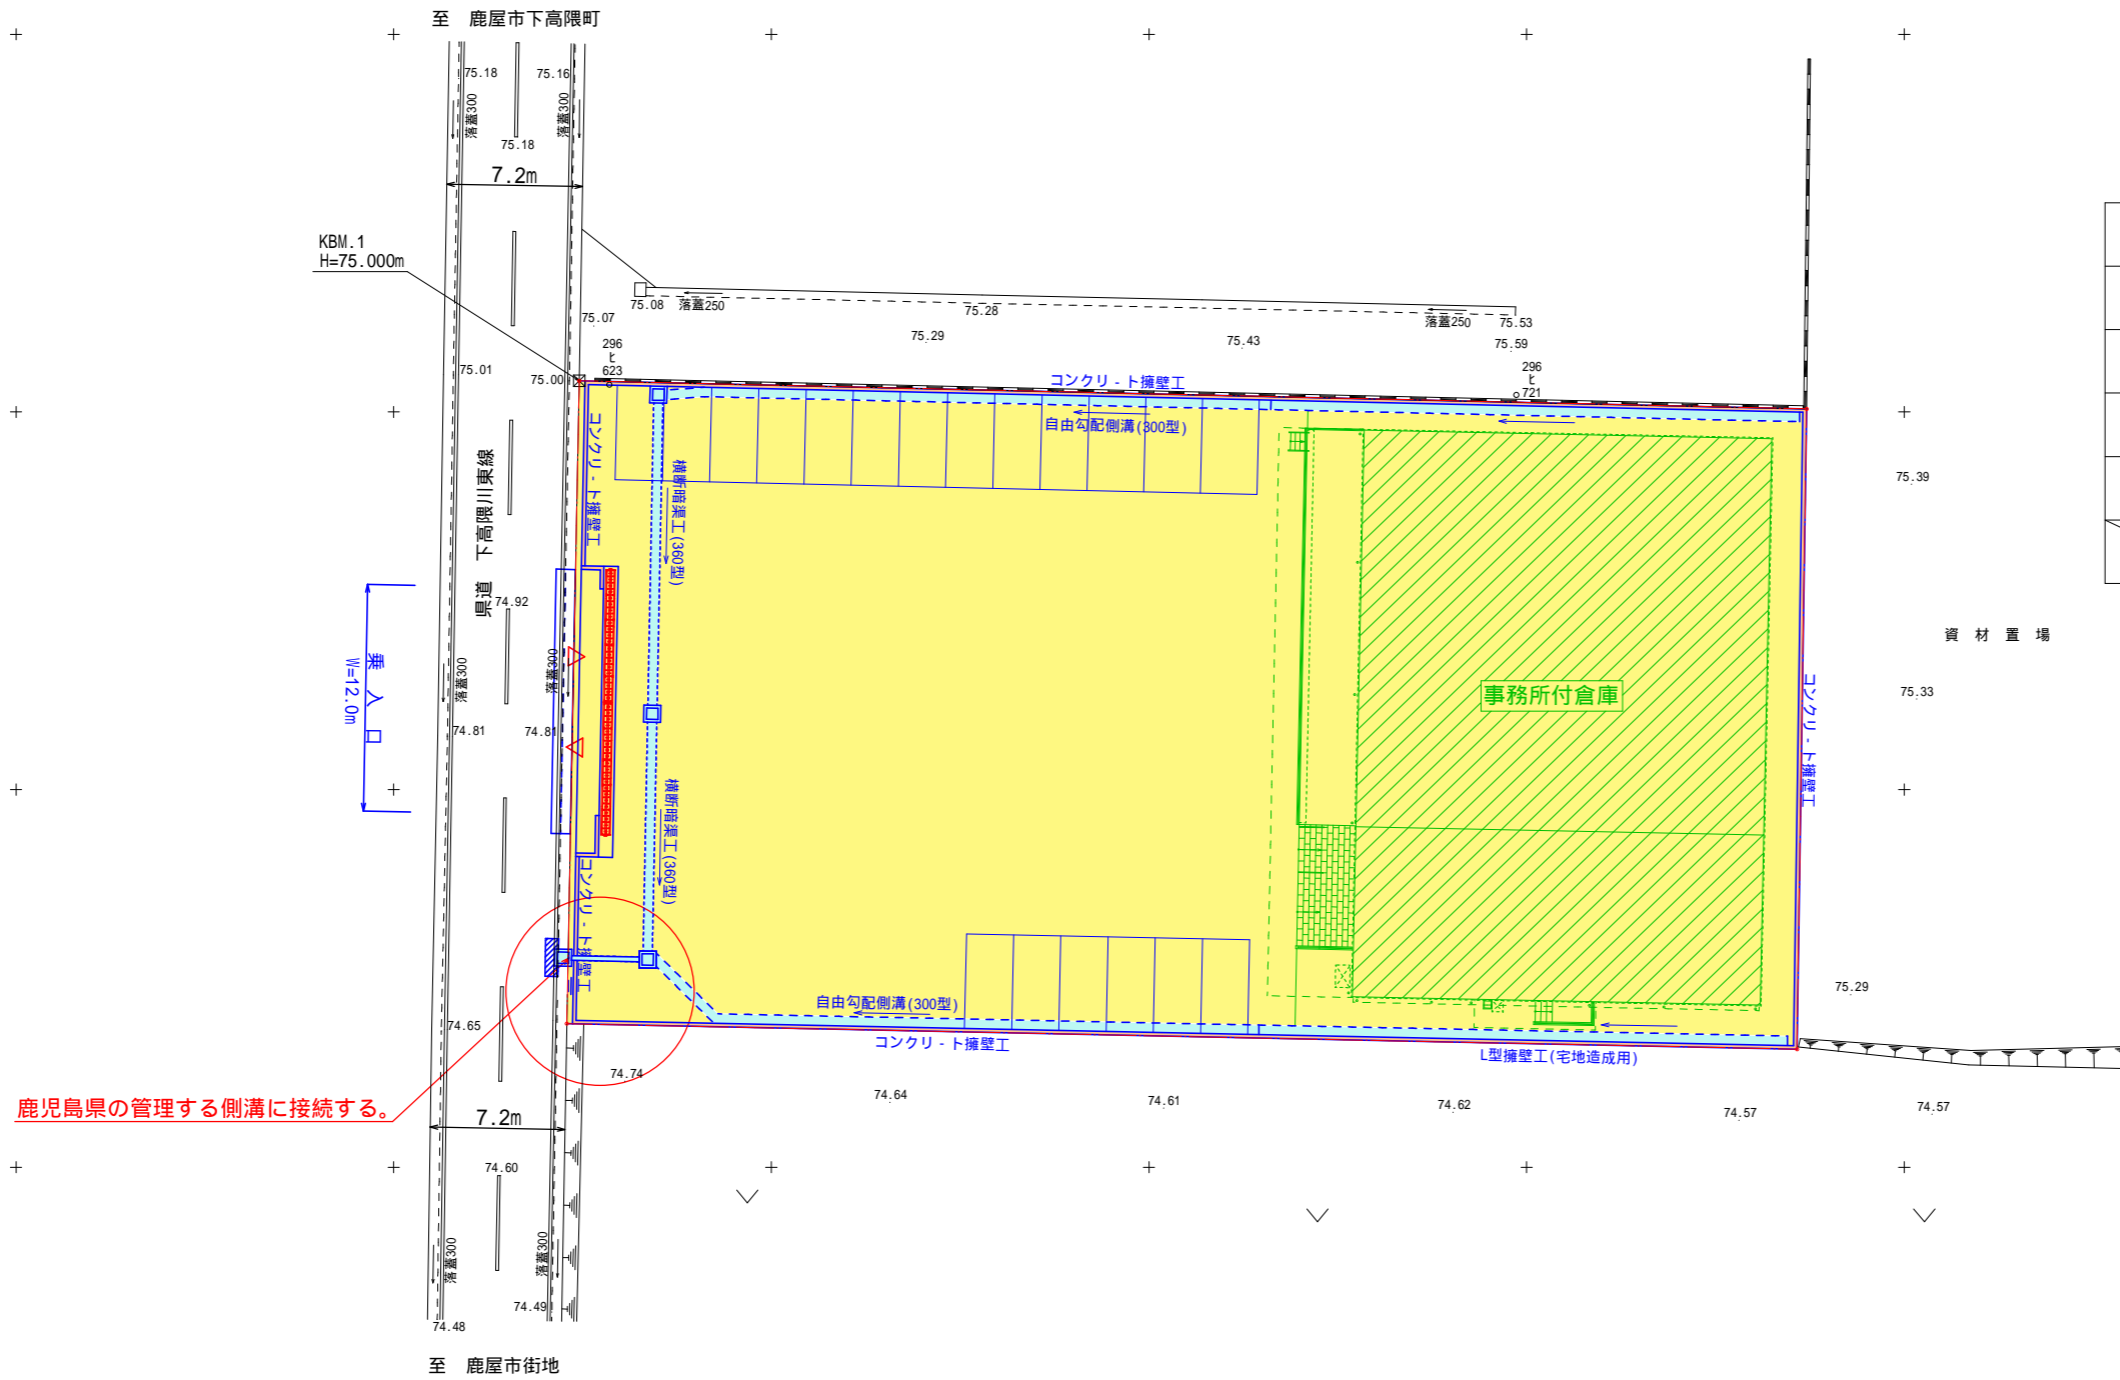 至　鹿屋市下高隈町
75.18
75.16
落蓋300
落蓋300
75.18
7.2m
KBM.1
H=75.000m
75.08
落蓋250
75.28
落蓋250
75.53
75.07
75.29
75.43
75.59
296
ヒ
623
296
ヒ
721
75.01
75.00
コンクリ-ト擁壁工
自由勾配側溝(300型)
コンクリ-ト擁壁工
横断暗渠工(360型)
県道　下高隈川東線
75.39
74.92
資 材 置 場
乗 入 口
W=12.0m
落蓋300
落蓋300
事務所付倉庫
75.33
コンクリ-ト擁壁工
74.81
74.81
横断暗渠工(360型)
コンクリ-ト擁壁工
75.29
自由勾配側溝(300型)
74.65
コンクリ-ト擁壁工
L型擁壁工(宅地造成用)
74.74
74.64
74.61
74.62
74.57
74.57
鹿児島県の管理する側溝に接続する。
7.2m
74.60
落蓋300
落蓋300
74.49
74.48
至　鹿屋市街地